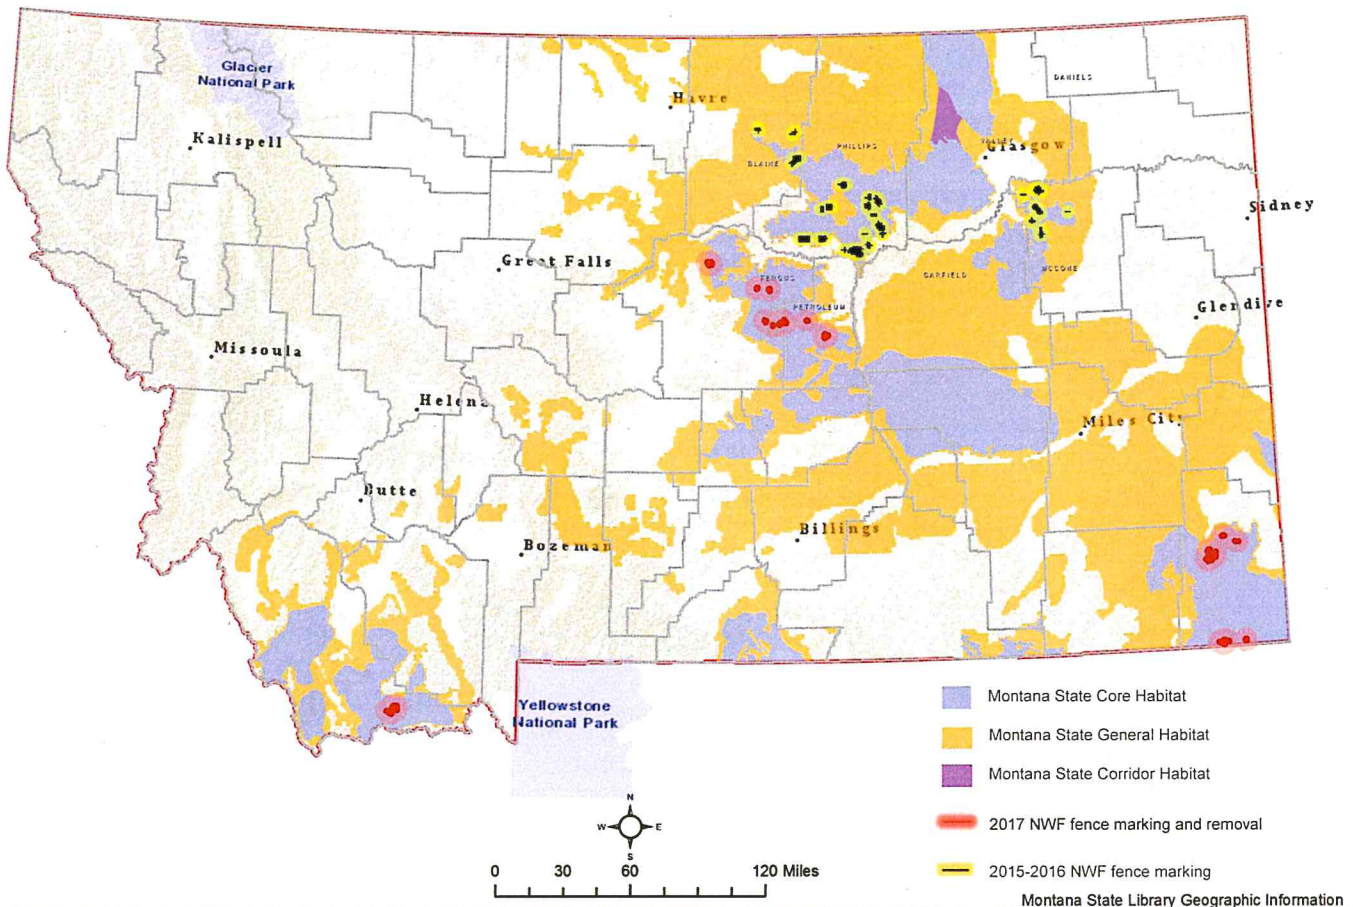 Glacier
National Park
DANIELS
Havre
Kalispell
PHILLIPS
VALLEY
Glasgow
BLAINE
Sidney
Great Falls
FERGUS
GARFIELD
MCCONE
PETROLEUM
Glendive
Missoula
Helena
Miles City
Butte
Billings
Bozeman
Yellowstone
National Park
Montana State Core Habitat
Montana State General Habitat
Montana State Corridor Habitat
2017 NWF fence marking and removal
2015-2016 NWF fence marking
N
W E
S
0 30 60 120 Miles
Montana State Library Geographic Information